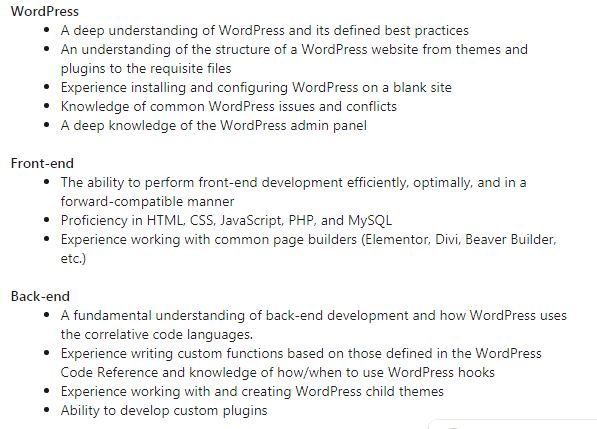 WordPress
• A deep understanding of WordPress and its defined best practices
• An understanding of the structure of a WordPress website from themes and
plugins to the requisite files
• Experience installing and configuring WordPress on a blank site
• Knowledge of common WordPress issues and conflicts
• A deep knowledge of the WordPress admin panel
Front-end
• The ability to perform front-end development efficiently, optimally, and in a
forward-compatible manner
• Proficiency in HTML, CSS, JavaScript, PHP, and MySQL
• Experience working with common page builders (Elementor, Divi, Beaver Builder,
etc.)
Back-end
• A fundamental understanding of back-end development and how WordPress uses
the correlative code languages.
• Experience writing custom functions based on those defined in the WordPress
Code Reference and knowledge of how/when to use WordPress hooks
• Experience working with and creating WordPress child themes
• Ability to develop custom plugins